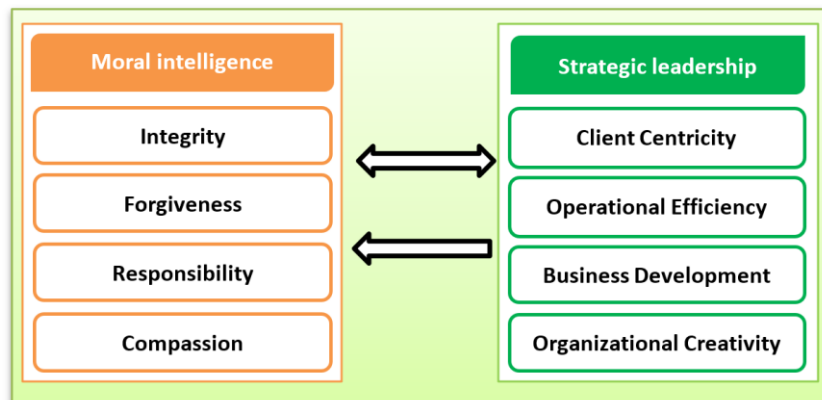 Moral intelligence
Integrity
Forgiveness
Responsibility
Compassion
Strategic leadership
Client Centricity
Operational Efficiency
Business Development
Organizational Creativity